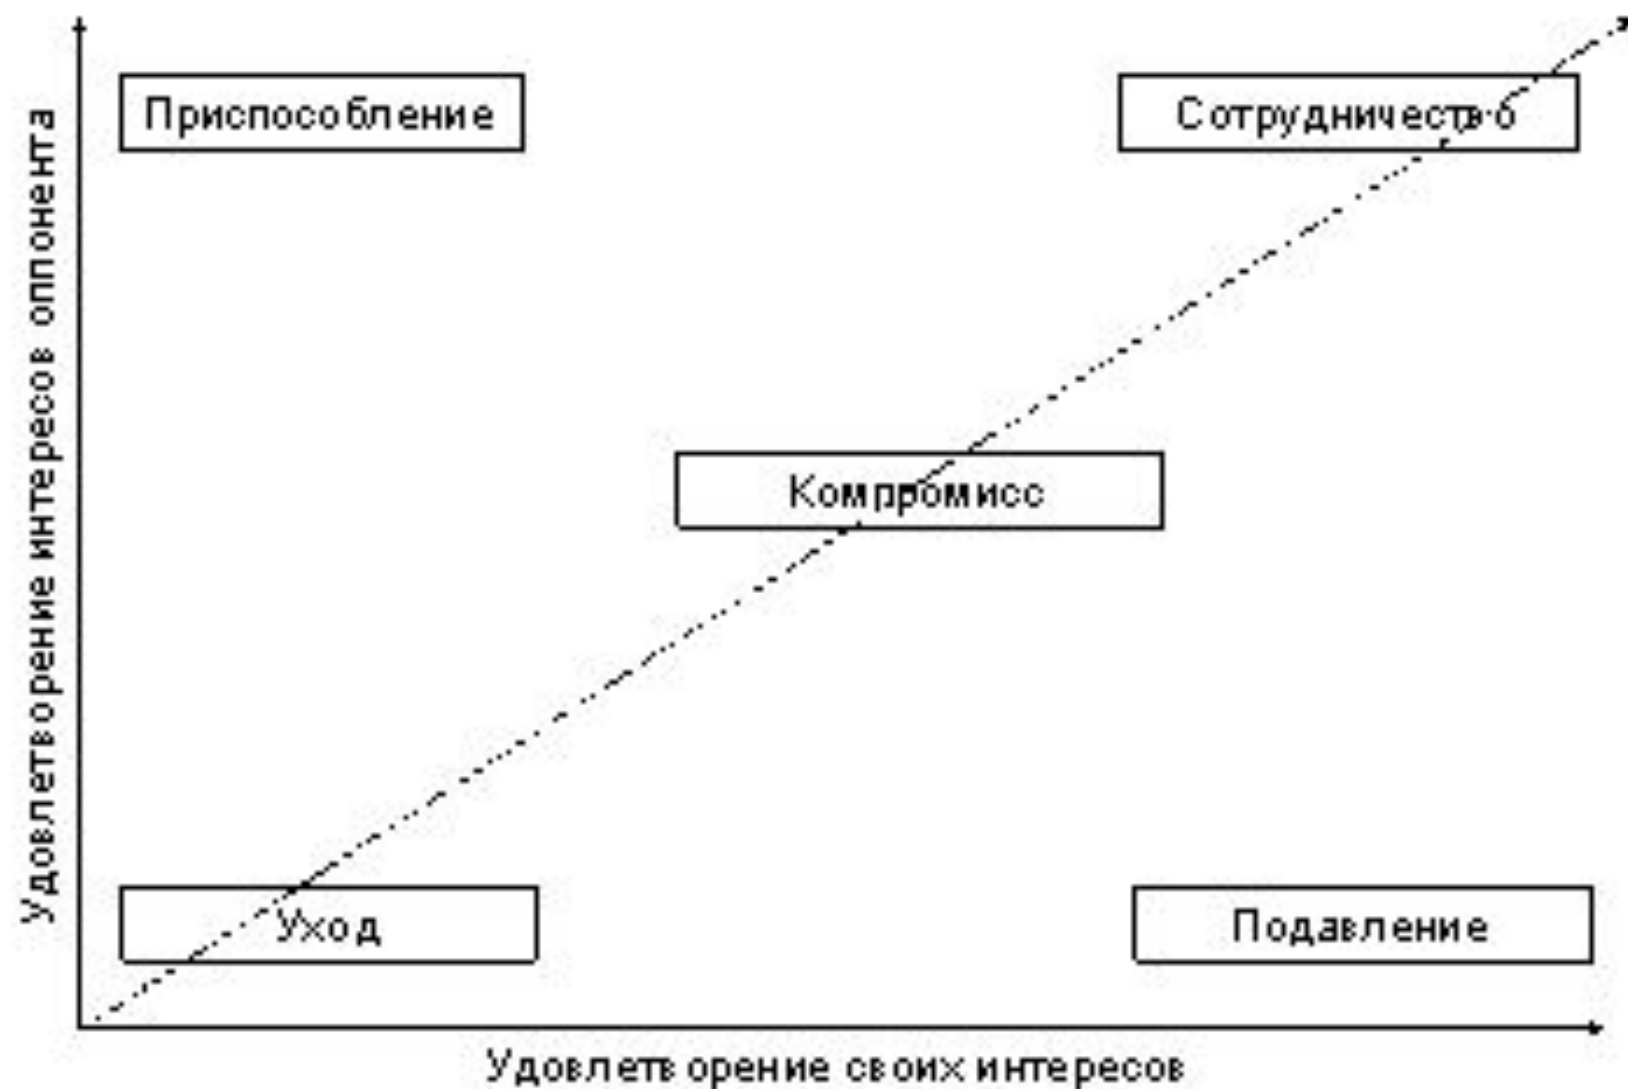 Приспособление
Сотрудничество
Удовлетворение интересов оппонента
Компромисс
Уход
Подавление
Удовлетворение своих интересов